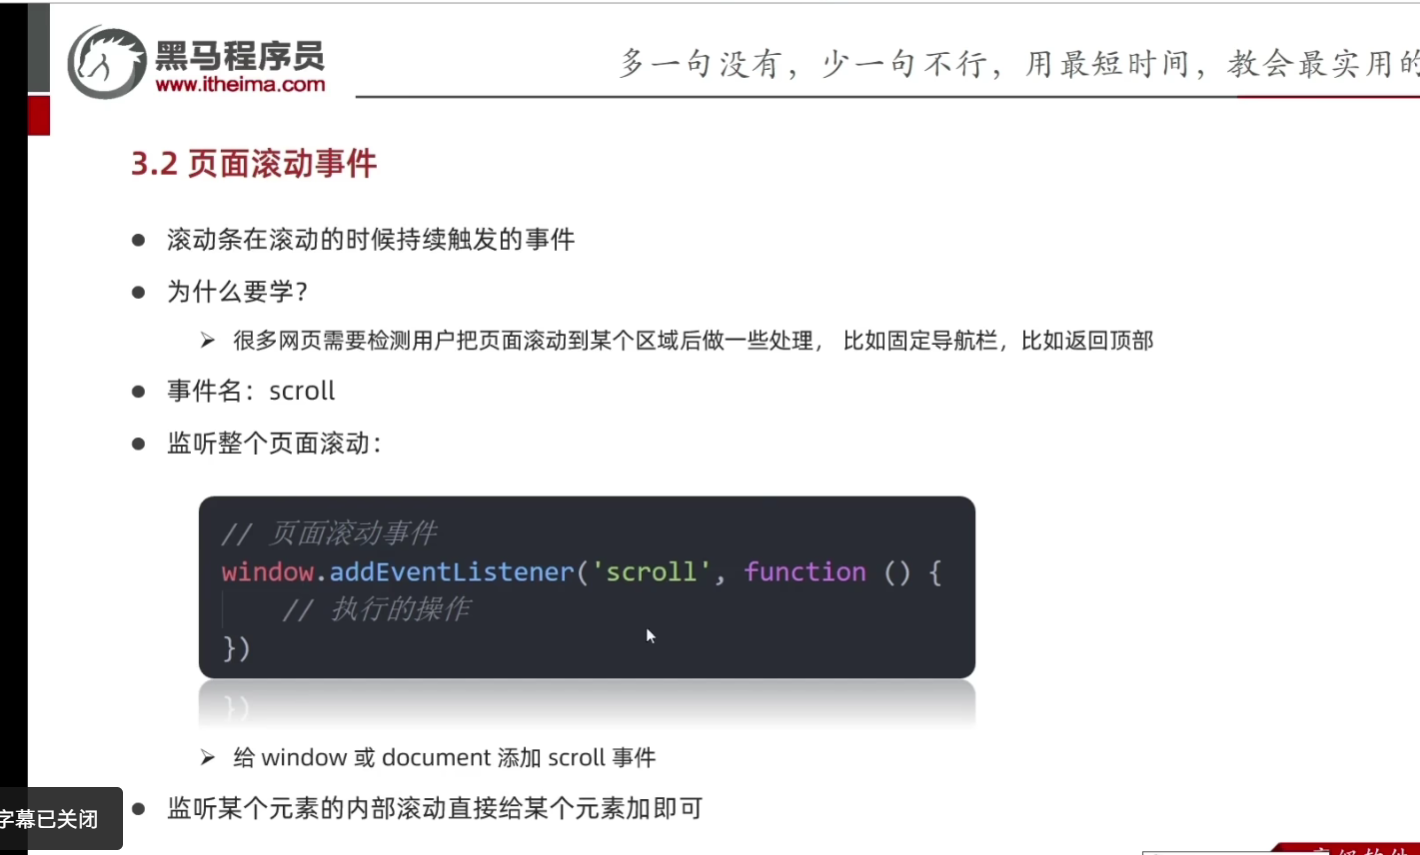 黑马程序员
www.itheima.com
多一句没有，少一句不行，用最短时间，教会最实用的
3.2 页面滚动事件
● 滚动条在滚动的时候持续触发的事件
● 为什么要学？
➢ 很多网页需要检测用户把页面滚动到某个区域后做一些处理， 比如固定导航栏，比如返回顶部
● 事件名：scroll
● 监听整个页面滚动：
// 页面滚动事件
window.addEventListener('scroll', function () {
// 执行的操作
})
➢ 给 window 或 document 添加 scroll 事件
● 监听某个元素的内部滚动直接给某个元素加即可
字幕已关闭